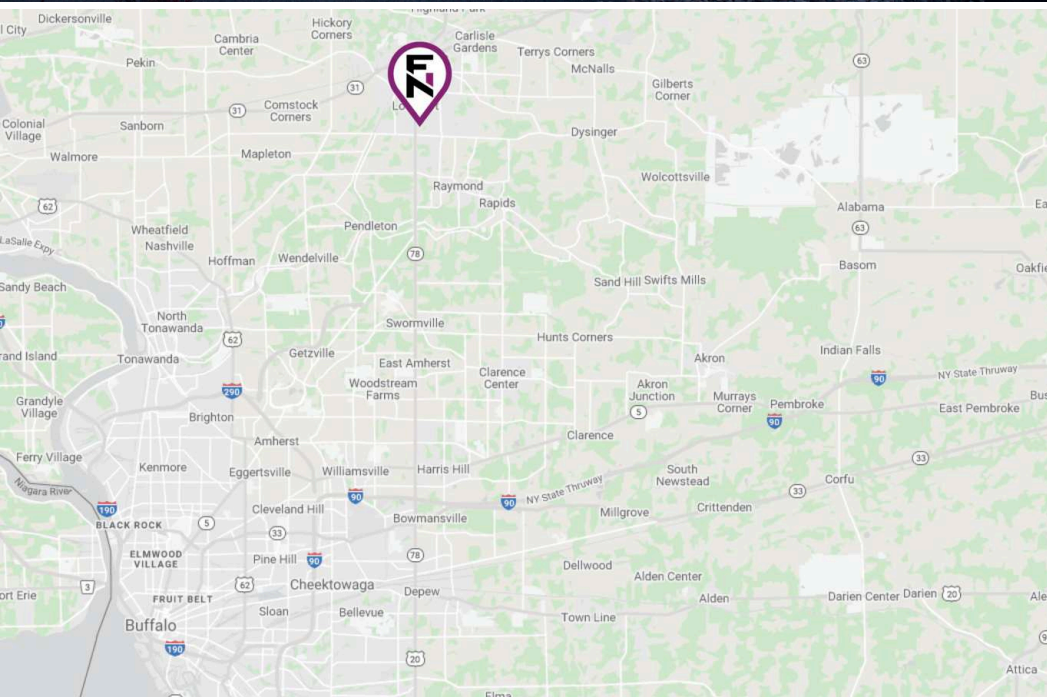 Dickersonville
Hickory
Corners
l City
Cambria
Center
Carlisle
Gardens
Terrys Corners
Pekin
McNalls
63
FN
31
Gilberts
Corner
31
Comstock
Corners
Colonial
Village
Sanborn
Dysinger
Walmore
Mapleton
Wolcottsville
Raymond
62
Rapids
Alabama
Ea
Wheatfield
Pendleton
63
Nashville
LaSalle Expy
Hoffman
Wendelville
78
Basom
Oakfie
Sandy Beach
Sand Hill
Swifts Mills
North
Tonawanda
Swormville
62
Hunts Corners
rand Island
Tonawanda
Getzville
East Amherst
Akron
Indian Falls
Clarence
Center
90
NY State Thruway
Woodstream
Farms
Akron
Junction
290
Murrays
Corner
Pembroke
Bus
Grandyle
Village
Brighton
5
90
East Pembroke
Amherst
Clarence
Ferry Village
33
Kenmore
Eggertsville
Williamsville
Harris Hill
South
Newstead
Corfu
Niagara River
90
90
NY State Thruway
33
190
Cleveland Hill
Bowmansville
Millgrove
Crittenden
BLACK ROCK
5
33
ELMWOOD
VILLAGE
Pine Hill
90
78
Dellwood
3
62
Cheektowaga
Depew
Alden Center
ort Erie
FRUIT BELT
Alden
Darien Center
Darien
20
Ale
Sloan
Bellevue
Town Line
Buffalo
190
20
Attica
Elma